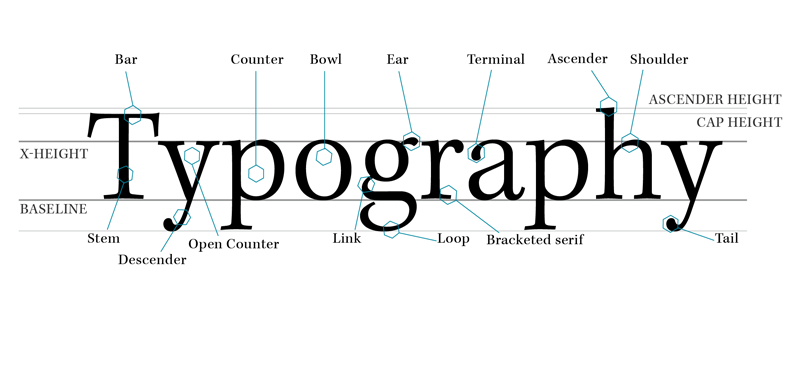 Bar Counter Bowl Ear Terminal Ascender Shoulder
ASCENDER HEIGHT
CAP HEIGHT
Typography
X-HEIGHT
BASELINE
Stem Open Counter Link Loop Bracketed serif Tail
Descender